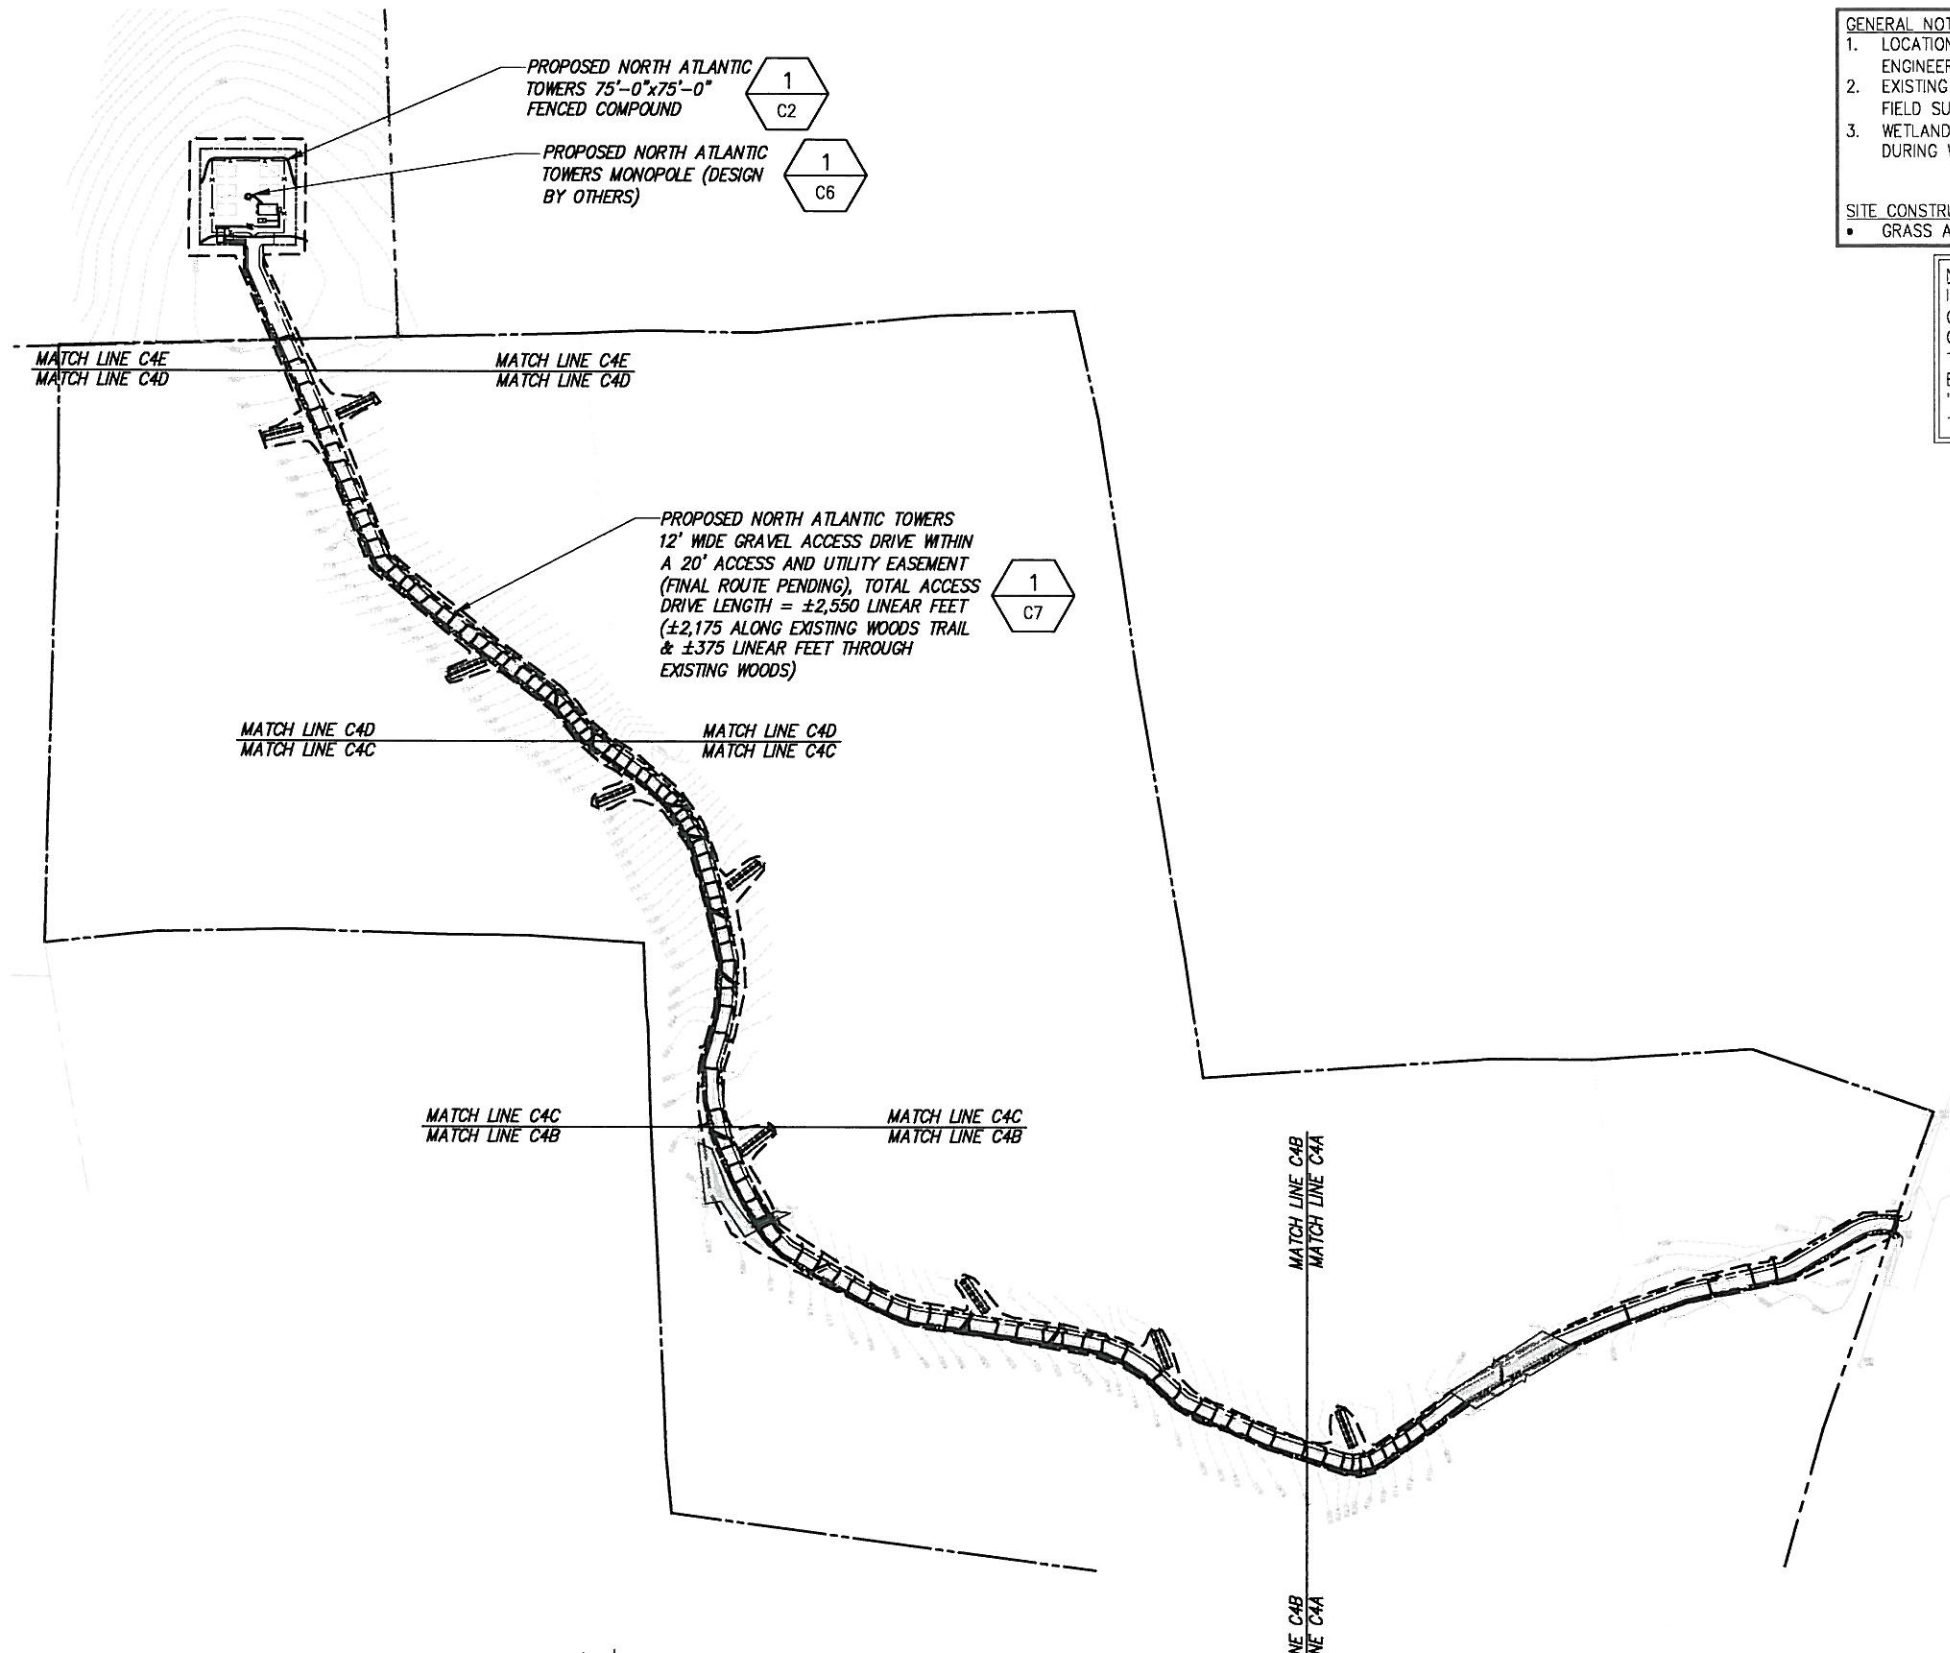 PROPOSED NORTH ATLANTIC
TOWERS 75'-0"x75'-0"
FENCED COMPOUND
1
C2
PROPOSED NORTH ATLANTIC
TOWERS MONOPOLE (DESIGN
BY OTHERS)
1
C6
GENERAL NOT
1. LOCATION
ENGINEER
2. EXISTING
FIELD SU
3. WETLAND
DURING
SITE CONSTRU
• GRASS A
MATCH LINE C4E
MATCH LINE C4D
MATCH LINE C4E
MATCH LINE C4D
PROPOSED NORTH ATLANTIC TOWERS
12' WIDE GRAVEL ACCESS DRIVE WITHIN
A 20' ACCESS AND UTILITY EASEMENT
(FINAL ROUTE PENDING), TOTAL ACCESS
DRIVE LENGTH = ±2,550 LINEAR FEET
(±2,175 ALONG EXISTING WOODS TRAIL
& ±375 LINEAR FEET THROUGH
EXISTING WOODS)
1
C7
MATCH LINE C4D
MATCH LINE C4C
MATCH LINE C4D
MATCH LINE C4C
MATCH LINE C4C
MATCH LINE C4B
MATCH LINE C4C
MATCH LINE C4B
MATCH LINE C4B
MATCH LINE C4A
NE C4B
NE C4A